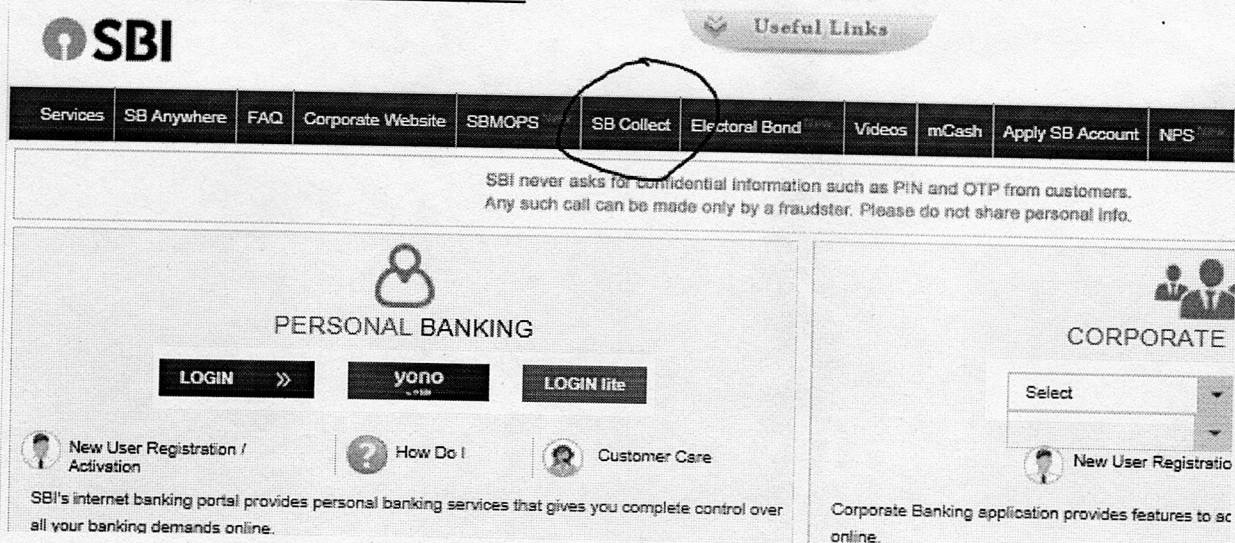 SBI
Useful Links
Services SB Anywhere FAQ Corporate Website SBMOPS New SB Collect Electoral Bond Videos mCash Apply SB Account NPS New
SBI never asks for confidential information such as PIN and OTP from customers.
Any such call can be made only by a fraudster. Please do not share personal info.
PERSONAL BANKING
LOGIN
yono
LOGIN lite
New User Registration /
Activation
How Do I
Customer Care
SBI's internet banking portal provides personal banking services that gives you complete control over
all your banking demands online.
CORPORATE
Select
New User Registratio
Corporate Banking application provides features to ac
online.